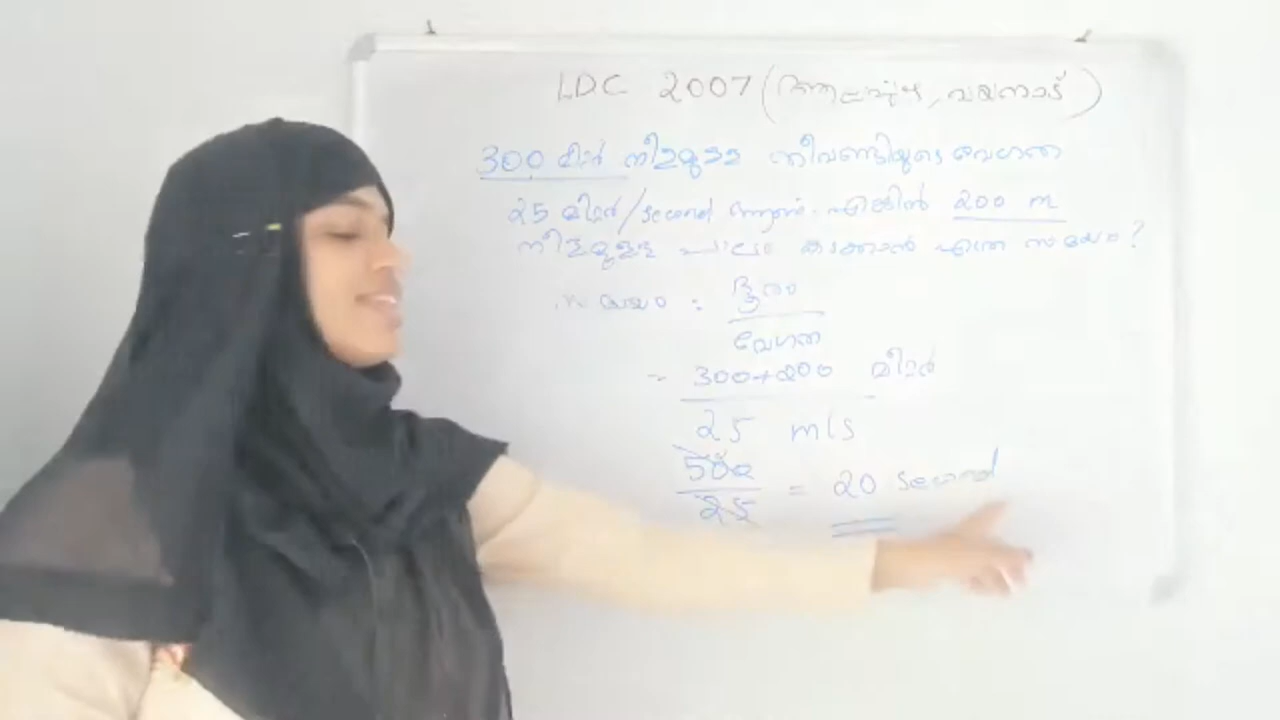 LDC 2007 (ആലപ്പുഴ, വയനാട്)
300 മീറ്റർ നീളമുള്ള തീവണ്ടിയുടെ വേഗത
25 മീറ്റർ/second ആണ്. എങ്കിൽ 200 m
നീളമുള്ള പാലം കടക്കാൻ എത്ര സമയം?
സമയം = ദൂരം
വേഗത
= 300+200 മീറ്റർ
25 m/s
500
25
= 20 second